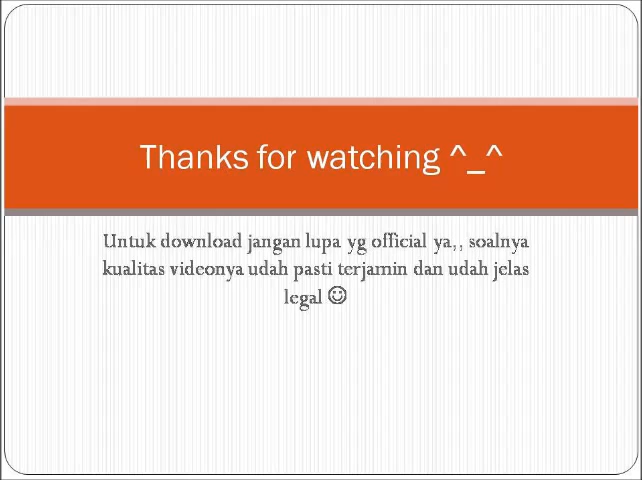 Thanks for watching ^_^
Untuk download jangan lupa yg official ya,, soalnya
kualitas videonya udah pasti terjamin dan udah jelas
legal ☺